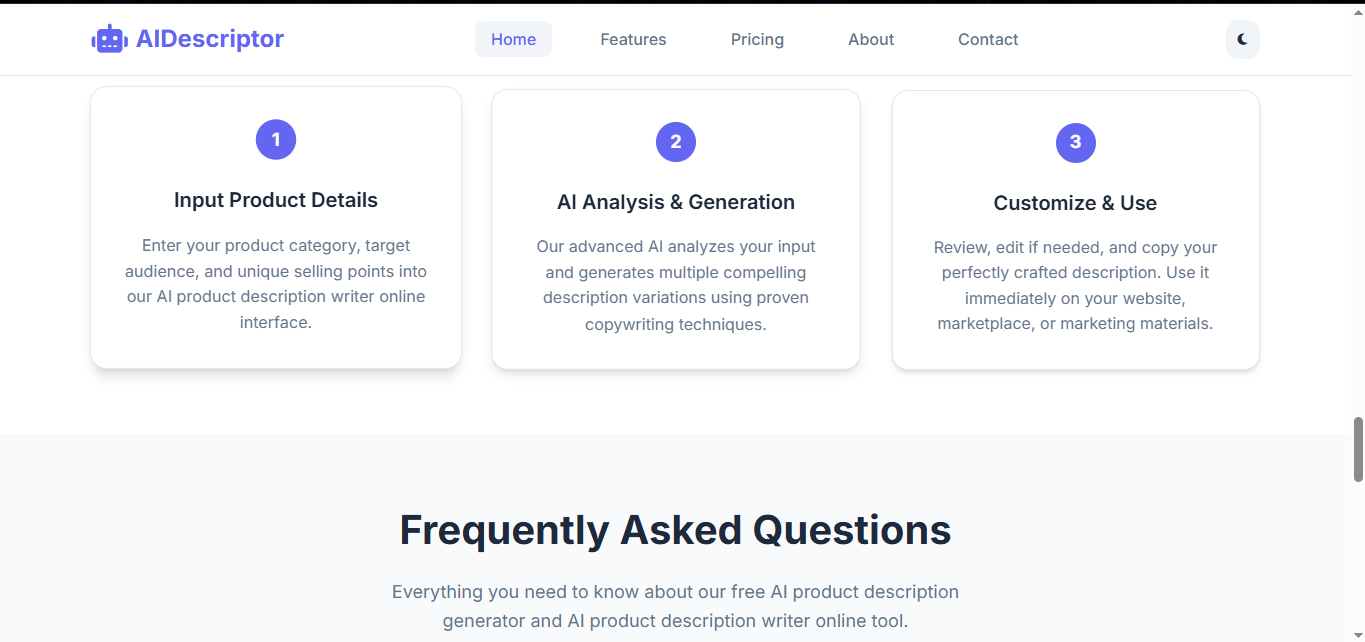 AIDescriptor
Home
Features
Pricing
About
Contact
1
Input Product Details
Enter your product category, target
audience, and unique selling points into
our AI product description writer online
interface.
2
AI Analysis & Generation
Our advanced AI analyzes your input
and generates multiple compelling
description variations using proven
copywriting techniques.
3
Customize & Use
Review, edit if needed, and copy your
perfectly crafted description. Use it
immediately on your website,
marketplace, or marketing materials.
Frequently Asked Questions
Everything you need to know about our free AI product description
generator and AI product description writer online tool.